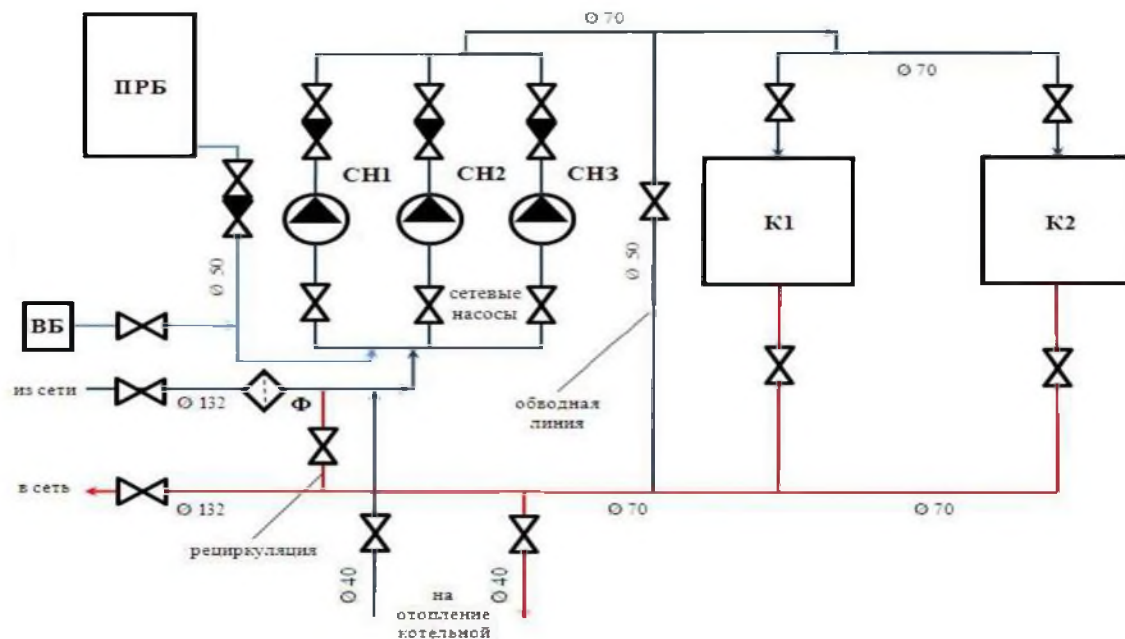 Ø 70
ПРБ
Ø 70
СН1
СН2
СН3
К1
К2
Ø 50
Ø 50
сетевые
насосы
ВБ
из сети
Ø 132
Ф
обводная
линия
в сеть
Ø 132
Ø 70
Ø 70
рециркуляция
Ø 40
Ø 40
на
отопление
котельной